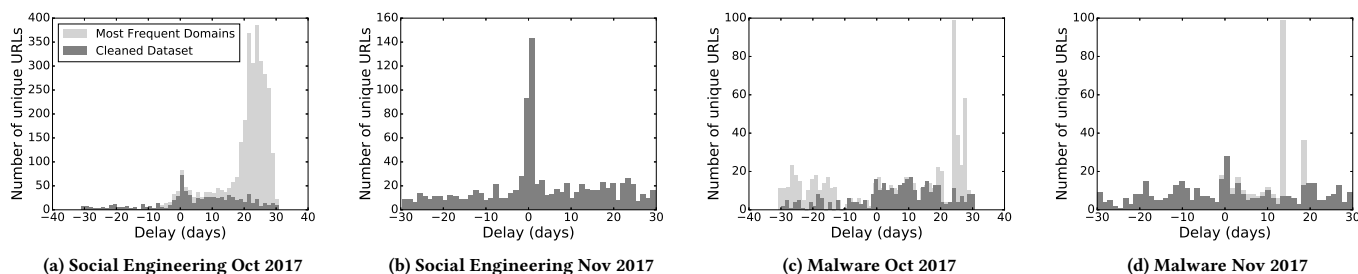 Number of unique URLs
400
350
300
250
200
150
100
50
0
Most Frequent Domains
Cleaned Dataset
−40 −30 −20 −10 0 10 20 30 40
Delay (days)
(a) Social Engineering Oct 2017
Number of unique URLs
160
140
120
100
80
60
40
20
0
−30 −20 −10 0 10 20 30
Delay (days)
(b) Social Engineering Nov 2017
Number of unique URLs
100
80
60
40
20
0
−40 −30 −20 −10 0 10 20 30 40
Delay (days)
(c) Malware Oct 2017
Number of unique URLs
100
80
60
40
20
0
−30 −20 −10 0 10 20 30
Delay (days)
(d) Malware Nov 2017